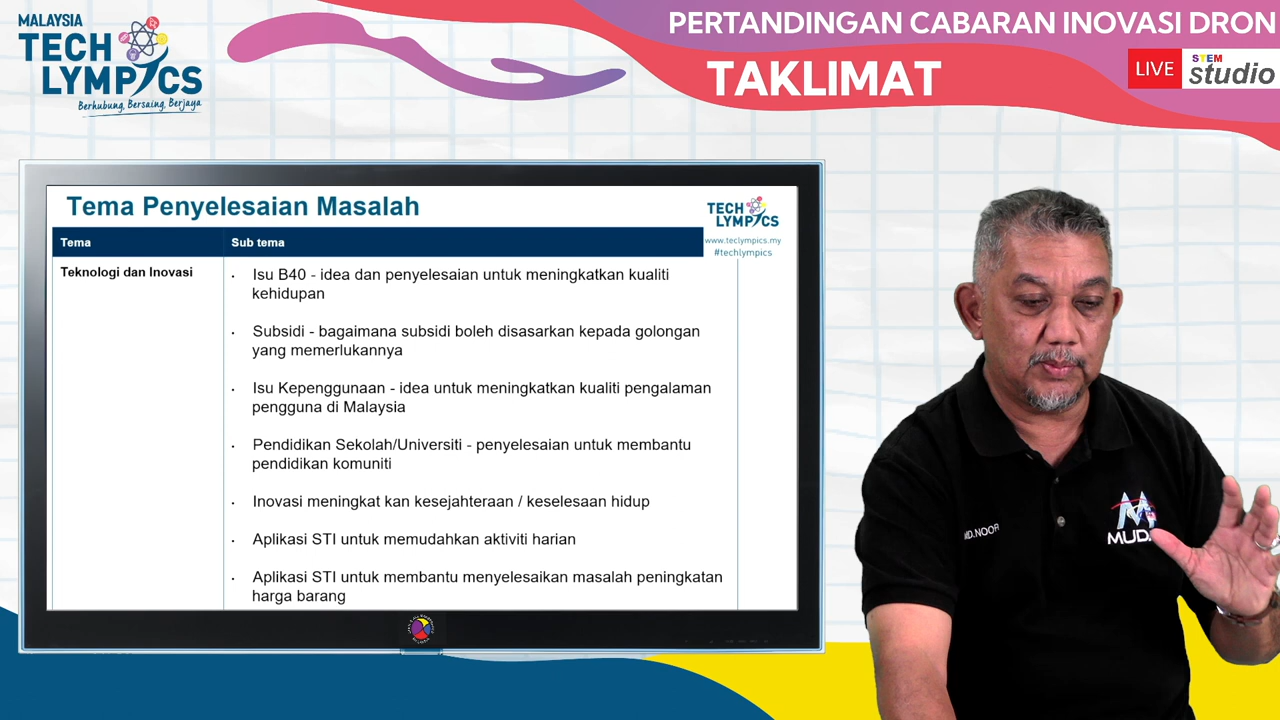 MALAYSIA
TECH
LYMPICS
Berhubung, Bersaing, Berjaya
PERTANDINGAN CABARAN INOVASI DRON
TAKLIMAT
LIVE
STEM
studio
Tema Penyelesaian Masalah
TECH
LYMPICS
www.teclympics.my
#techlympics
Tema
Sub tema
Teknologi dan Inovasi
· Isu B40 - idea dan penyelesaian untuk meningkatkan kualiti
kehidupan
· Subsidi - bagaimana subsidi boleh disasarkan kepada golongan
yang memerlukannya
· Isu Kepenggunaan - idea untuk meningkatkan kualiti pengalaman
pengguna di Malaysia
· Pendidikan Sekolah/Universiti - penyelesaian untuk membantu
pendidikan komuniti
· Inovasi meningkat kan kesejahteraan / keselesaan hidup
· Aplikasi STI untuk memudahkan aktiviti harian
· Aplikasi STI untuk membantu menyelesaikan masalah peningkatan
harga barang
MD.NOOR